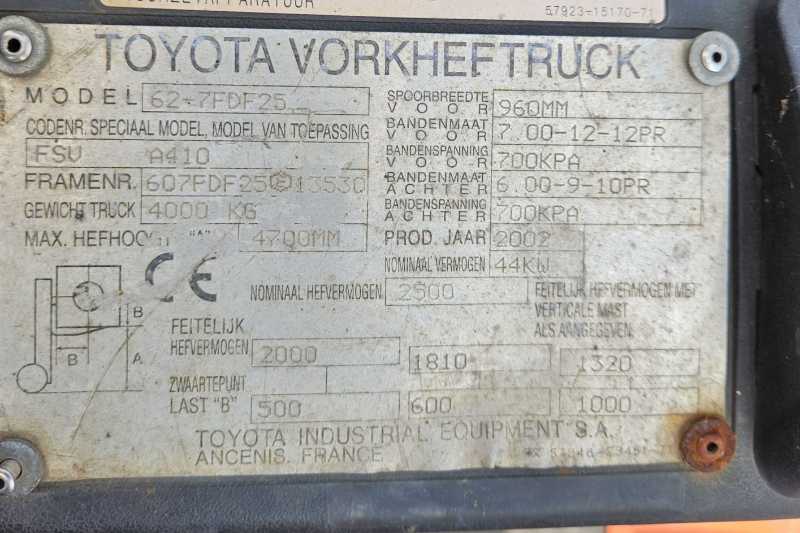 57923-15170-71
TOYOTA VORKHEFTRUCK
MODEL 62-7FDF25
CODENR. SPECIAAL MODEL, MODEL VAN TOEPASSING
FSV A410
FRAMENR.
GEWICHT TRUCK 4000 KG
MAX. "A" 4700MM
SPOORBREEDTE
VOOR 960MM
BANDENMAAT
VOOR 7.00-12-12PR
BANDENSPANNING
VOOR 700KPA
BANDENMAAT
ACHTER 6.00-9-10PR
BANDENSPANNING
ACHTER 700KPA
PROD. JAAR 2002
NOMINAAL VERMOGEN 44KW
CE
NOMINAAL HEFVERMOGEN 2500
FEITELIJK HEFVERMOGEN MET
VERTICALE MAST
ALS AANGEGEVEN.
B
B
A
FEITELIJK
HEFVERMOGEN 2000 1810 1320
ZWAARTEPUNT
LAST "B" 500 600 1000
TOYOTA INDUSTRIAL EQUIPMENT S.A.
ANCENIS, FRANCE